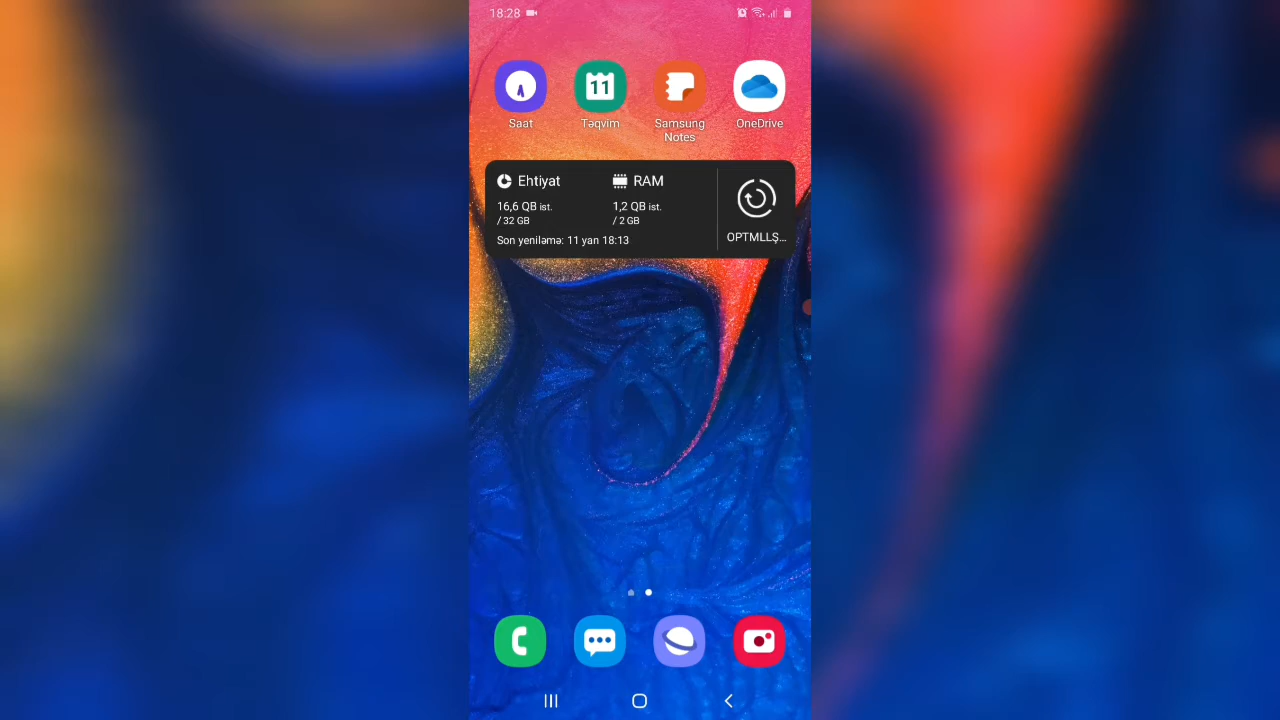 18:28
Saat
11
Təqvim
Samsung
Notes
OneDrive
Ehtiyat
RAM
16,6 QB ist.
/ 32 GB
1,2 QB ist.
/ 2 GB
Son yeniləmə: 11 yan 18:13
OPTMLLŞ...